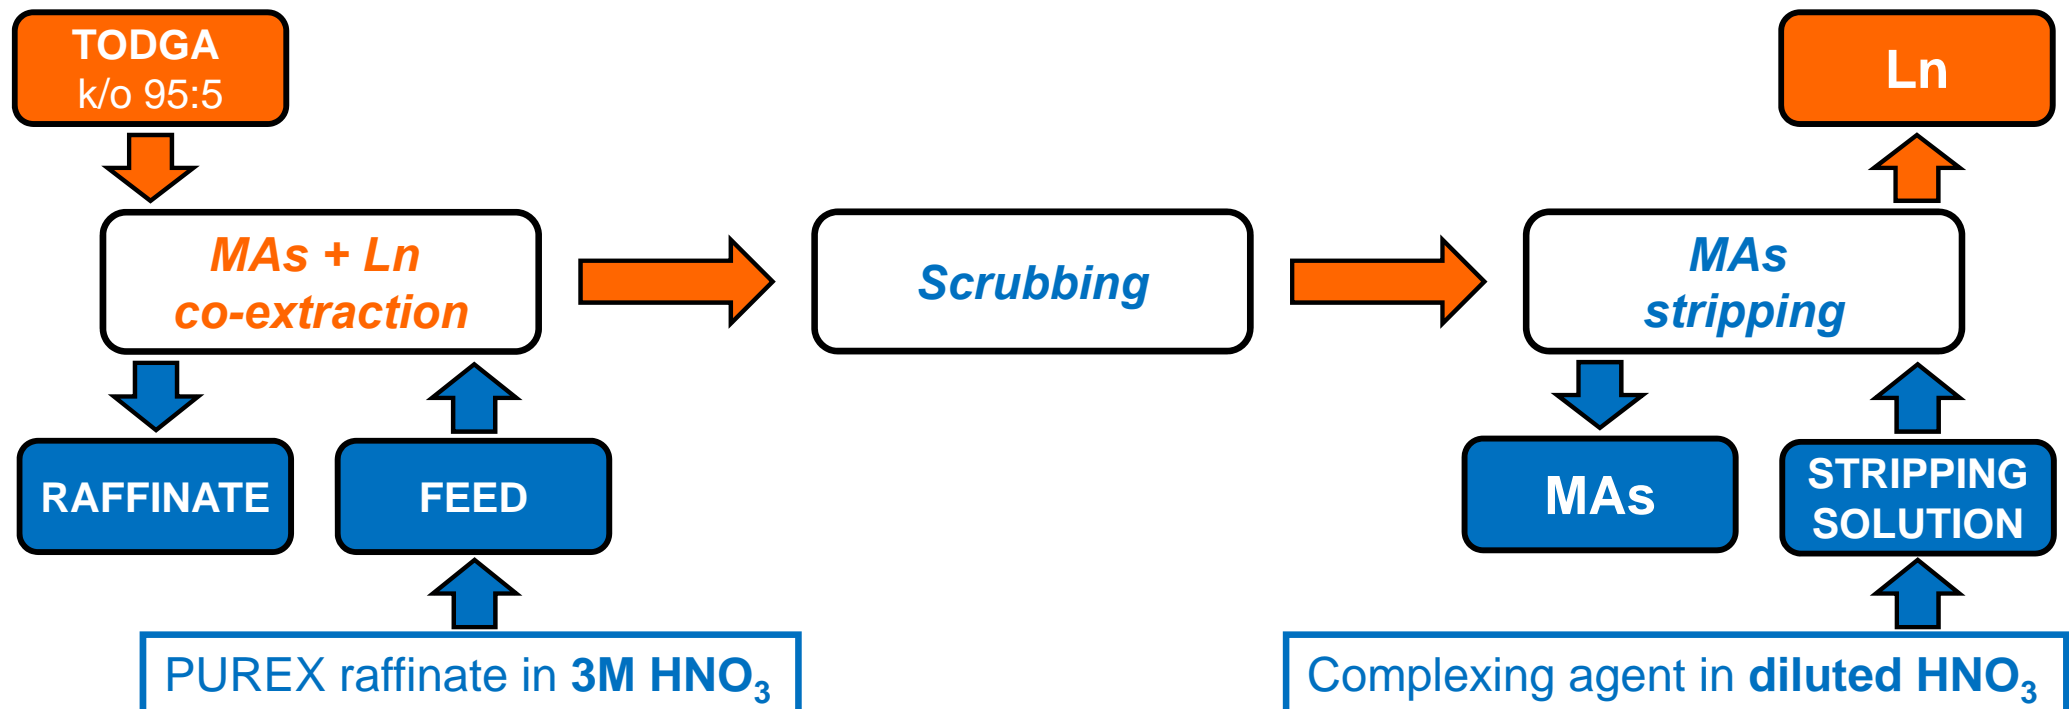 TODGA
k/o 95:5
Ln
MAs + Ln
co-extraction
Scrubbing
MAs
stripping
RAFFINATE
FEED
MAs
STRIPPING
SOLUTION
PUREX raffinate in 3M HNO₃
Complexing agent in diluted HNO₃